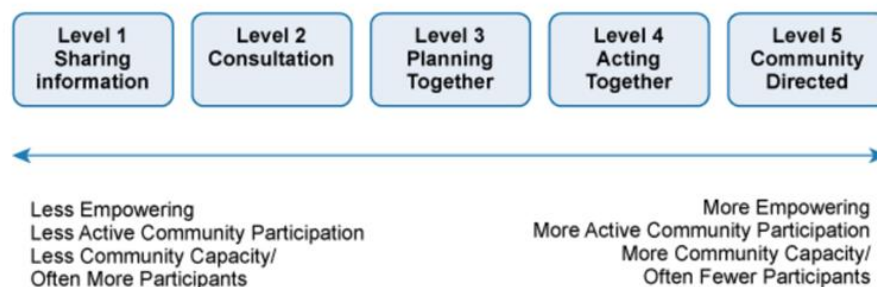 Level 1
Sharing
information
Level 2
Consultation
Level 3
Planning
Together
Level 4
Acting
Together
Level 5
Community
Directed
Less Empowering
Less Active Community Participation
Less Community Capacity/
Often More Participants
More Empowering
More Active Community Participation
More Community Capacity/
Often Fewer Participants